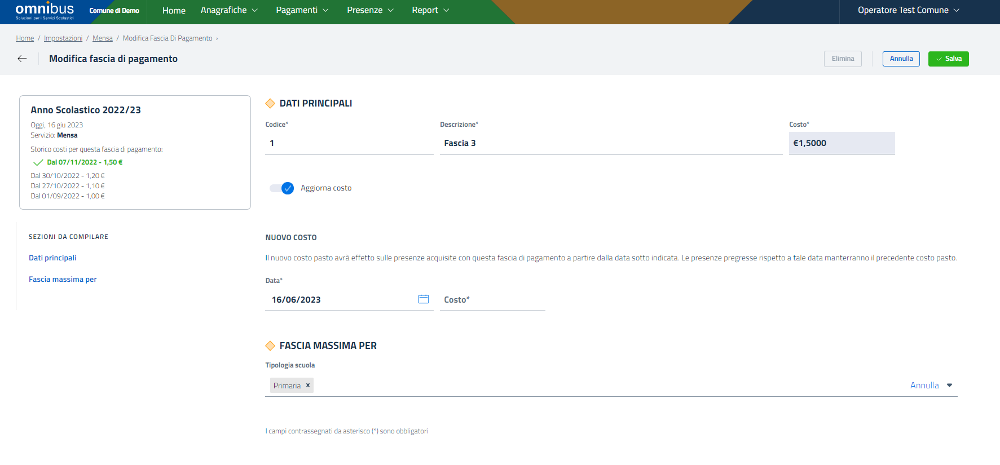 omnibus
Soluzioni per i Servizi Scolastici
Comune di Demo
Home
Anagrafiche
Pagamenti
Presenze
Report
Operatore Test Comune
Home / Impostazioni / Mensa / Modifica Fascia Di Pagamento ›
Modifica fascia di pagamento
Elimina
Annulla
Salva
Anno Scolastico 2022/23
Oggi, 16 giu 2023
Servizio: Mensa
Storico costi per questa fascia di pagamento:
Dal 07/11/2022 - 1,50 €
Dal 30/10/2022 - 1,20 €
Dal 27/10/2022 - 1,10 €
Dal 01/09/2022 - 1,00 €
SEZIONI DA COMPILARE
Dati principali
Fascia massima per
DATI PRINCIPALI
Codice*
Descrizione*
Costo*
1
Fascia 3
€1,5000
Aggiorna costo
NUOVO COSTO
Il nuovo costo pasto avrà effetto sulle presenze acquisite con questa fascia di pagamento a partire dalla data sotto indicata. Le presenze pregresse rispetto a tale data manterranno il precedente costo pasto.
Data*
16/06/2023
Costo*
FASCIA MASSIMA PER
Tipologia scuola
Primaria x
Annulla
I campi contrassegnati da asterisco (*) sono obbligatori